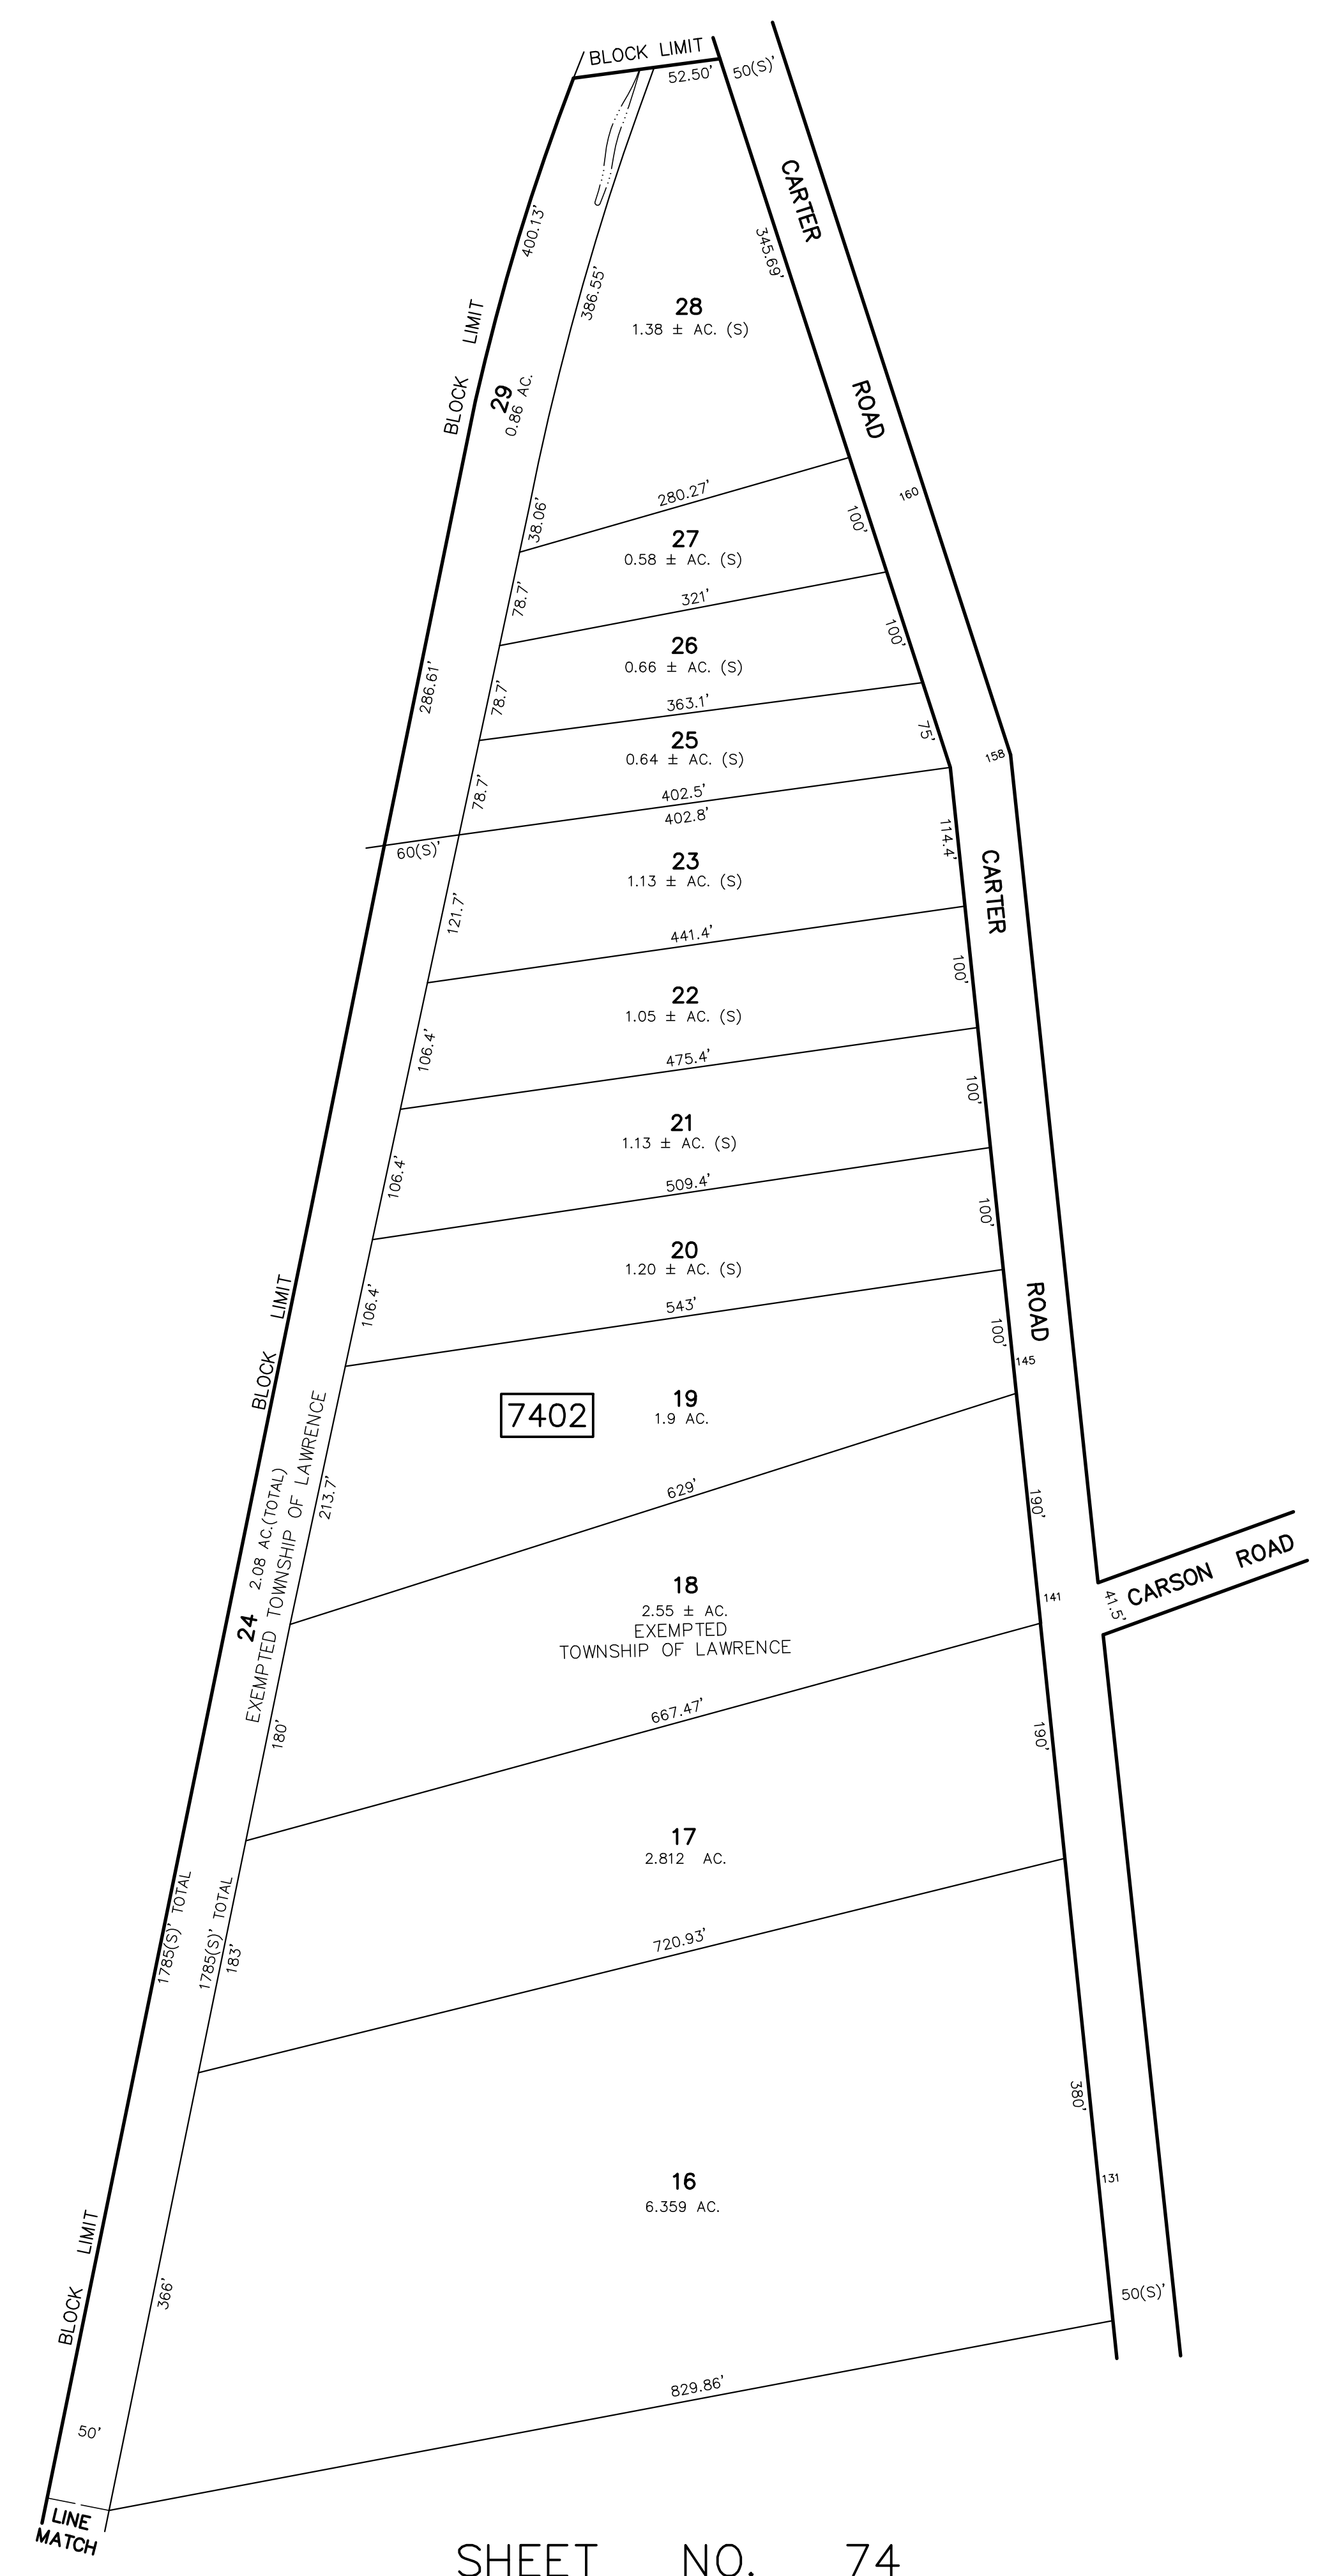 BLOCK LIMIT
52.50'
50(S)'
CARTER
ROAD
400.13'
386.55'
345.69'
28
1.38 ± AC. (S)
BLOCK LIMIT
29
0.86 AC.
38.06'
280.27'
100'
160
27
0.58 ± AC. (S)
78.7'
321'
100'
26
0.66 ± AC. (S)
286.61'
78.7'
363.1'
75'
25
0.64 ± AC. (S)
158
78.7'
402.5'
402.8'
60(S)'
114.4'
CARTER
ROAD
23
1.13 ± AC. (S)
121.7'
441.4'
100'
22
1.05 ± AC. (S)
106.4'
475.4'
100'
21
1.13 ± AC. (S)
106.4'
509.4'
100'
20
1.20 ± AC. (S)
106.4'
543'
100'
145
BLOCK LIMIT
7402
19
1.9 AC.
213.7'
629'
190'
24 2.08 AC.(TOTAL)
EXEMPTED TOWNSHIP OF LAWRENCE
18
2.55 ± AC.
EXEMPTED
TOWNSHIP OF LAWRENCE
141
41.5'
CARSON ROAD
180'
667.47'
190'
17
2.812 AC.
1785(S)' TOTAL
1785(S)' TOTAL
183'
720.93'
380'
16
6.359 AC.
131
BLOCK LIMIT
366'
50(S)'
829.86'
50'
LINE
MATCH
SHEET NO. 74